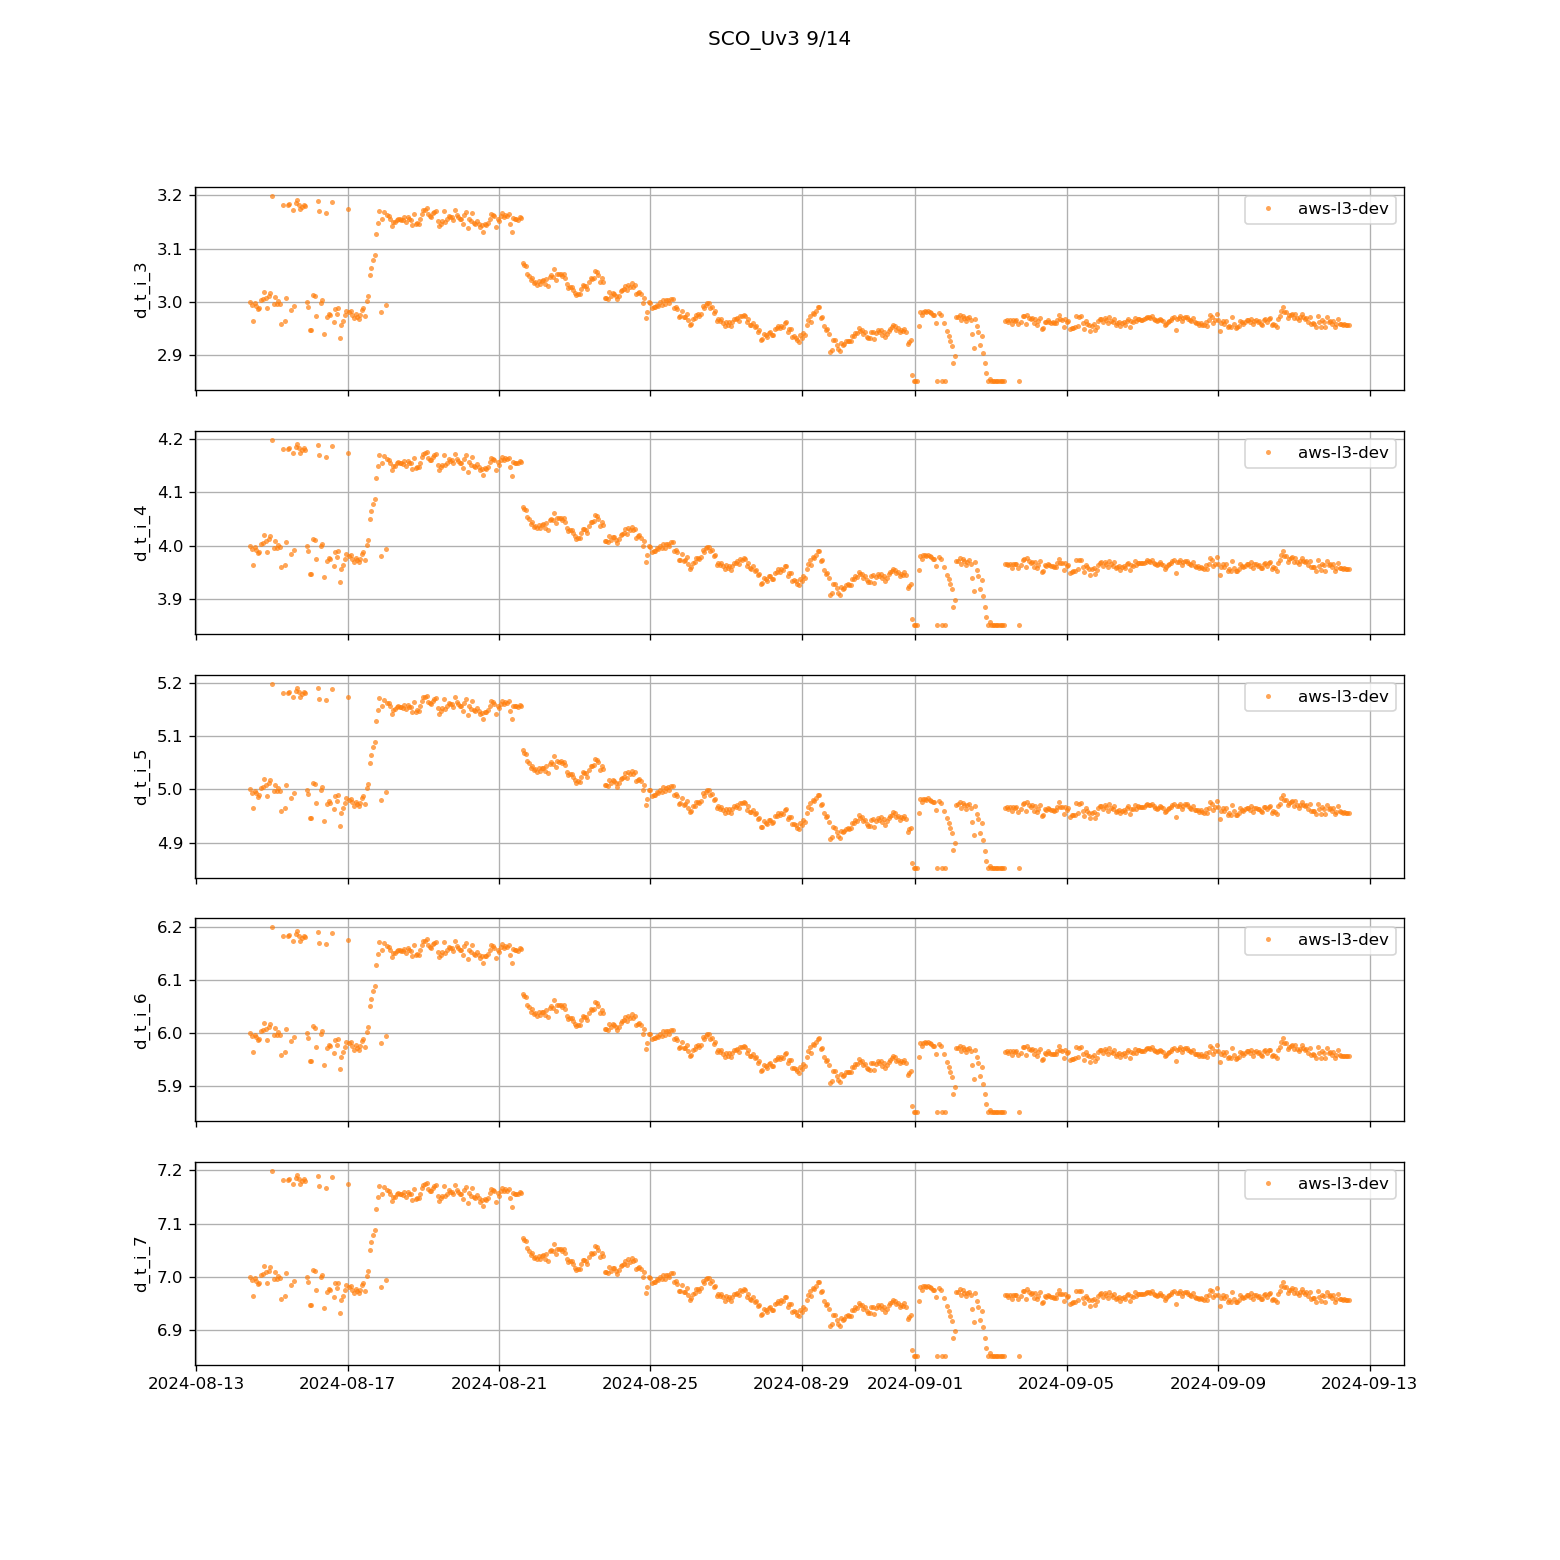 SCO_Uv3 9/14
3.2
3.1
3.0
2.9
d_t_i_3
aws-l3-dev
4.2
4.1
4.0
3.9
d_t_i_4
aws-l3-dev
5.2
5.1
5.0
4.9
d_t_i_5
aws-l3-dev
6.2
6.1
6.0
5.9
d_t_i_6
aws-l3-dev
7.2
7.1
7.0
6.9
d_t_i_7
aws-l3-dev
2024-08-13 2024-08-17 2024-08-21 2024-08-25 2024-08-29 2024-09-01 2024-09-05 2024-09-09 2024-09-13